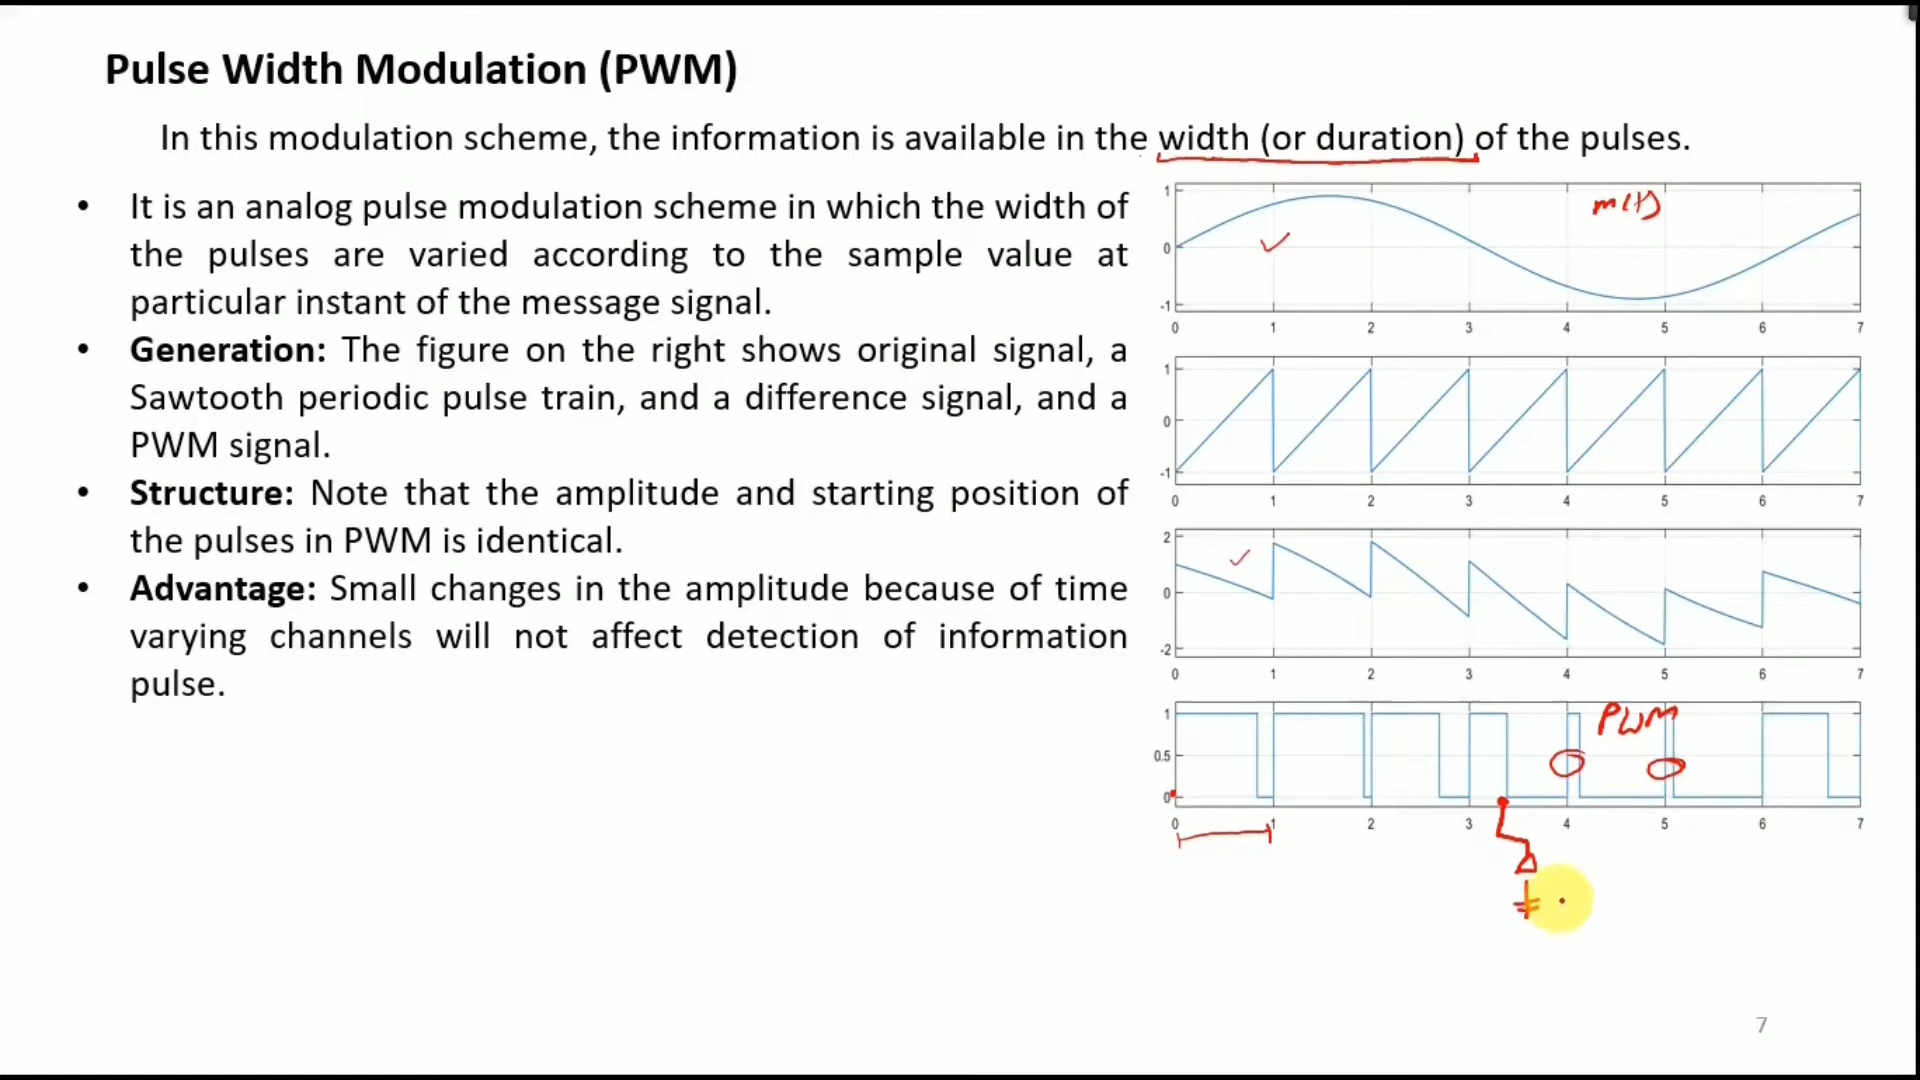 Pulse Width Modulation (PWM)
In this modulation scheme, the information is available in the width (or duration) of the pulses.
• It is an analog pulse modulation scheme in which the width of
the pulses are varied according to the sample value at
particular instant of the message signal.
• Generation: The figure on the right shows original signal, a
Sawtooth periodic pulse train, and a difference signal, and a
PWM signal.
• Structure: Note that the amplitude and starting position of
the pulses in PWM is identical.
• Advantage: Small changes in the amplitude because of time
varying channels will not affect detection of information
pulse.
m(t)
1
0
-1
0 1 2 3 4 5 6 7
1
0
-1
0 1 2 3 4 5 6 7
2
0
-2
0 1 2 3 4 5 6 7
PWM
1
0.5
0
0 1 2 3 4 5 6 7
7